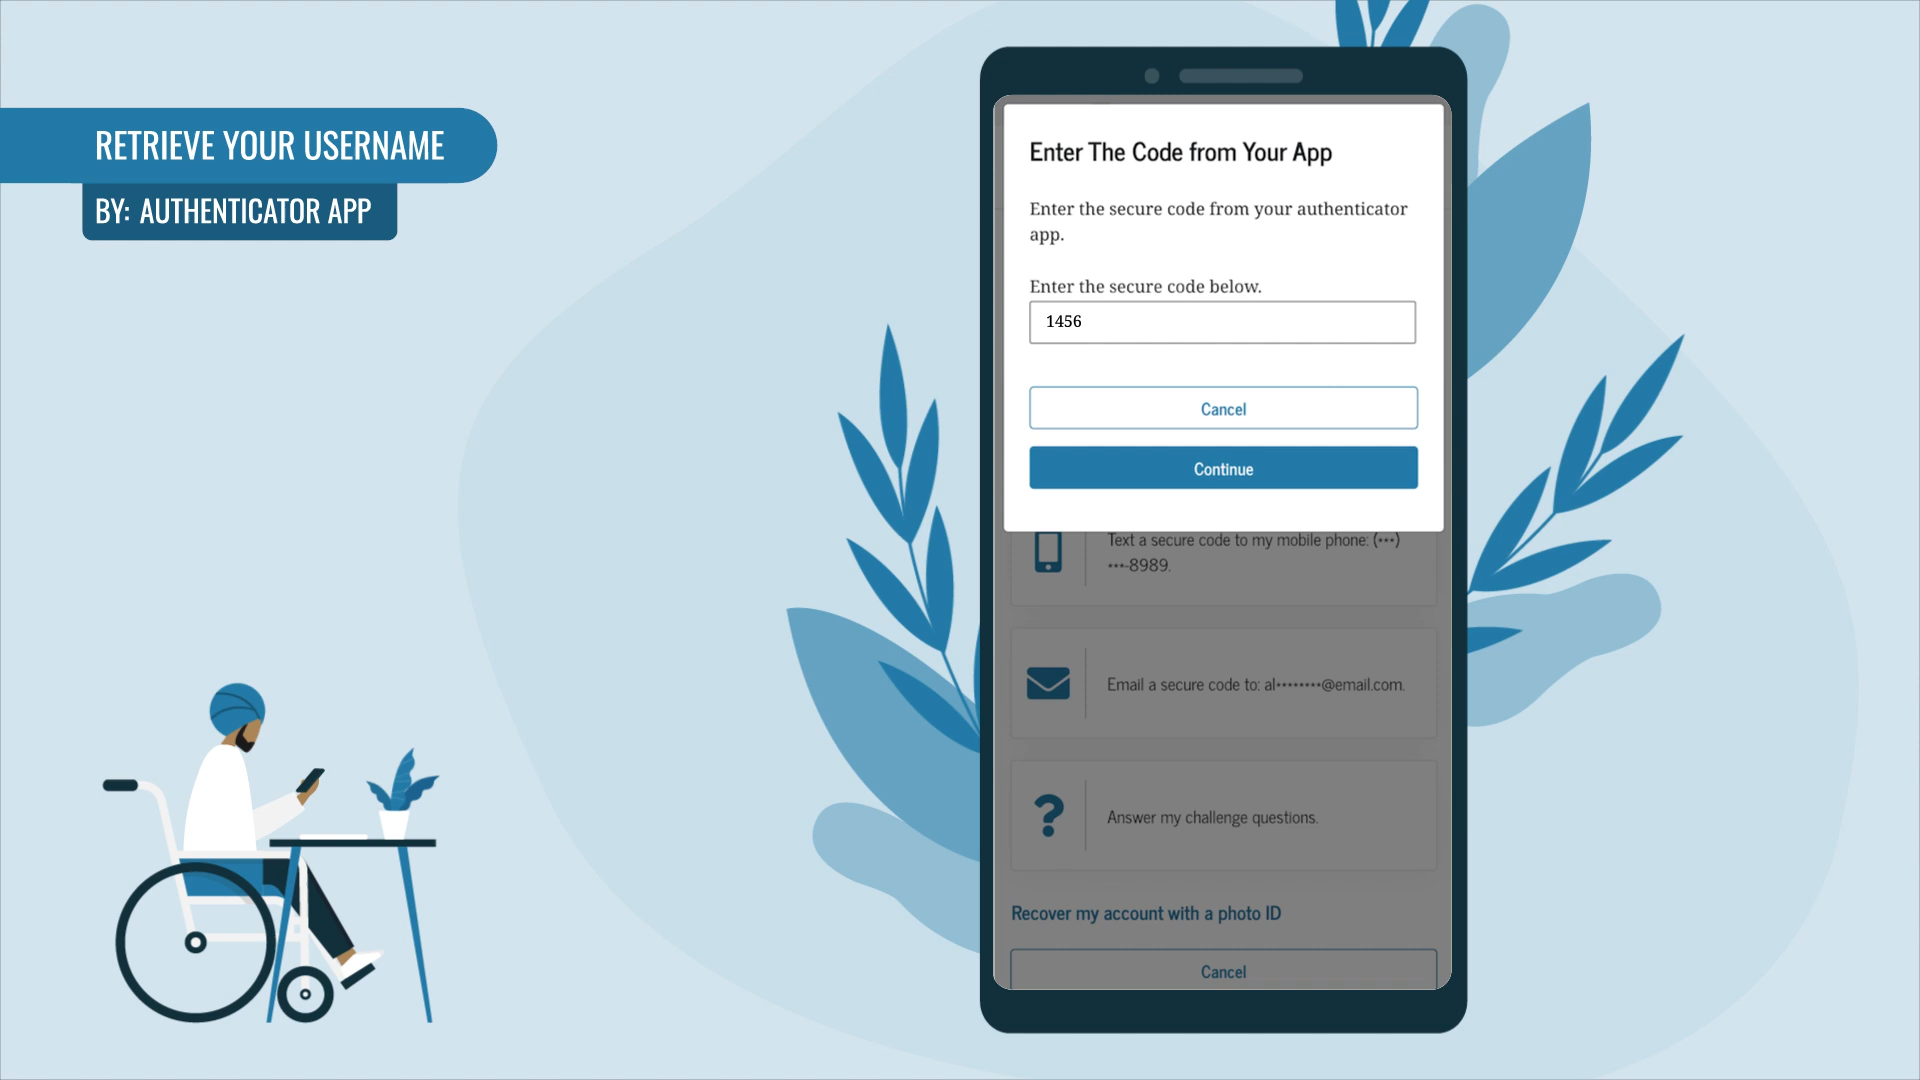 RETRIEVE YOUR USERNAME
BY: AUTHENTICATOR APP
Enter The Code from Your App
Enter the secure code from your authenticator
app.
Enter the secure code below.
1456
Cancel
Continue
Text a secure code to my mobile phone: (•••)
•••-8989.
Email a secure code to: al••••••••@email.com.
Answer my challenge questions.
Recover my account with a photo ID
Cancel